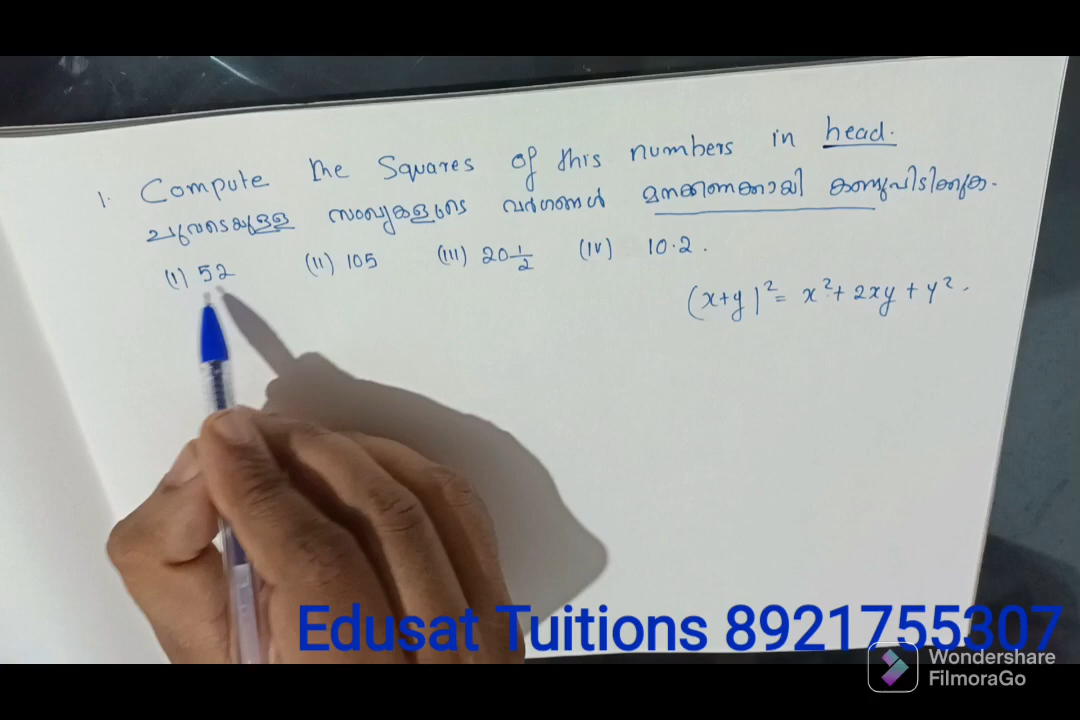 1. Compute the Squares of this numbers in head.
ചുവടെയുള്ള സംഖ്യകളുടെ വർഗങ്ങൾ മനക്കണക്കായി കണ്ടുപിടിക്കുക.
(i) 52 (ii) 105 (iii) 20 1/2 (iv) 10.2.
(x+y)² = x² + 2xy + y².
Edusat Tuitions 8921755307
Wondershare
FilmoraGo